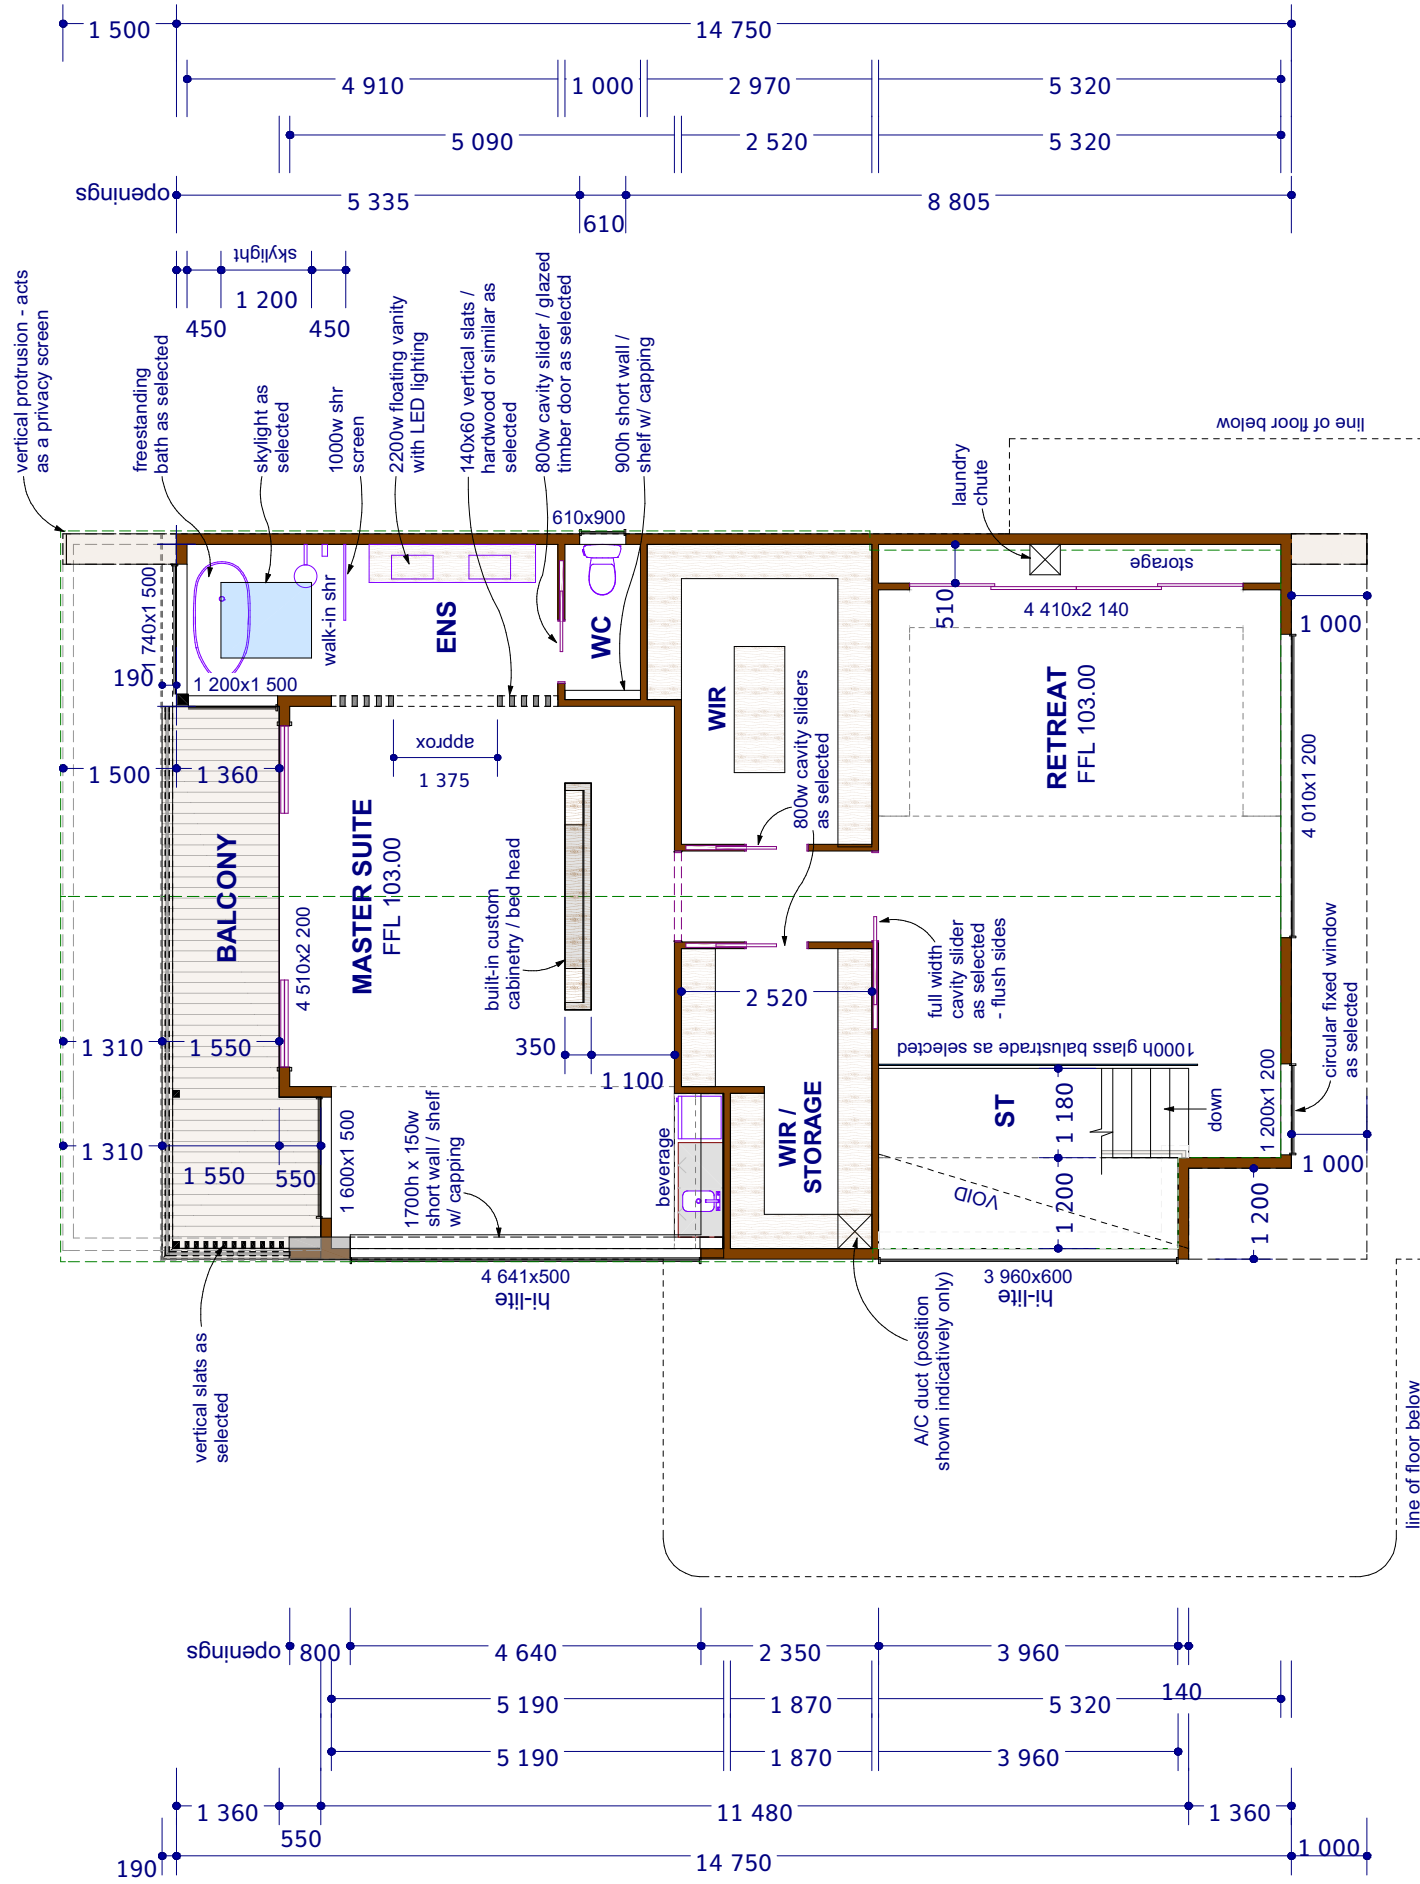 1 500
14 750
4 910
1 000
2 970
5 320
5 090
2 520
5 320
openings
5 335
610
8 805
skylight
1 200
450
450
vertical protrusion - acts
as a privacy screen
freestanding
bath as selected
skylight as
selected
1000w shr
screen
2200w floating vanity
with LED lighting
140x60 vertical slats /
hardwood or similar as
selected
800w cavity slider / glazed
timber door as selected
900h short wall /
shelf w/ capping
laundry
chute
line of floor below
610x900
1 740x1 500
190
1 200x1 500
walk-in shr
ENS
WC
WIR
storage
510
4 410x2 140
1 000
RETREAT
FFL 103.00
4 010x1 200
approx
1 375
1 500
1 360
BALCONY
MASTER SUITE
FFL 103.00
4 510x2 200
built-in custom
cabinetry / bed head
800w cavity sliders
as selected
2 520
full width
cavity slider
as selected
- flush sides
1000h glass balustrade as selected
circular fixed window
as selected
1 310
1 550
350
1 100
1 310
1 550
550
1 600x1 500
1700h x 150w
short wall / shelf
w/ capping
beverage
WIR /
STORAGE
ST
1 180
1 200
VOID
down
1 200x1 200
1 000
1 200
4 641x500
hi-lite
3 960x600
hi-lite
vertical slats as
selected
A/C duct (position
shown indicatively only)
line of floor below
openings
800
4 640
2 350
3 960
140
5 190
1 870
5 320
5 190
1 870
3 960
1 360
550
11 480
1 360
190
14 750
1 000